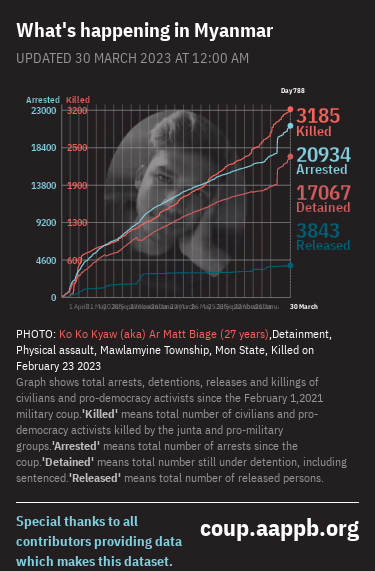 What's happening in Myanmar
UPDATED 30 MARCH 2023 AT 12:00 AM
Day788
Arrested Killed
23000 3200
18400 2500
13800 1900
9200 1300
4600 600
0
3185
Killed
20934
Arrested
17067
Detained
3843
Released
30 March
PHOTO: Ko Ko Kyaw (aka) Ar Matt Biage (27 years),Detainment,
Physical assault, Mawlamyine Township, Mon State, Killed on
February 23 2023
Graph shows total arrests, detentions, releases and killings of
civilians and pro-democracy activists since the February 1,2021
military coup.'Killed' means total number of civilians and pro-
democracy activists killed by the junta and pro-military
groups.'Arrested' means total number of arrests since the
coup.'Detained' means total number still under detention, including
sentenced.'Released' means total number of released persons.
Special thanks to all
contributors providing data
which makes this dataset.
coup.aappb.org